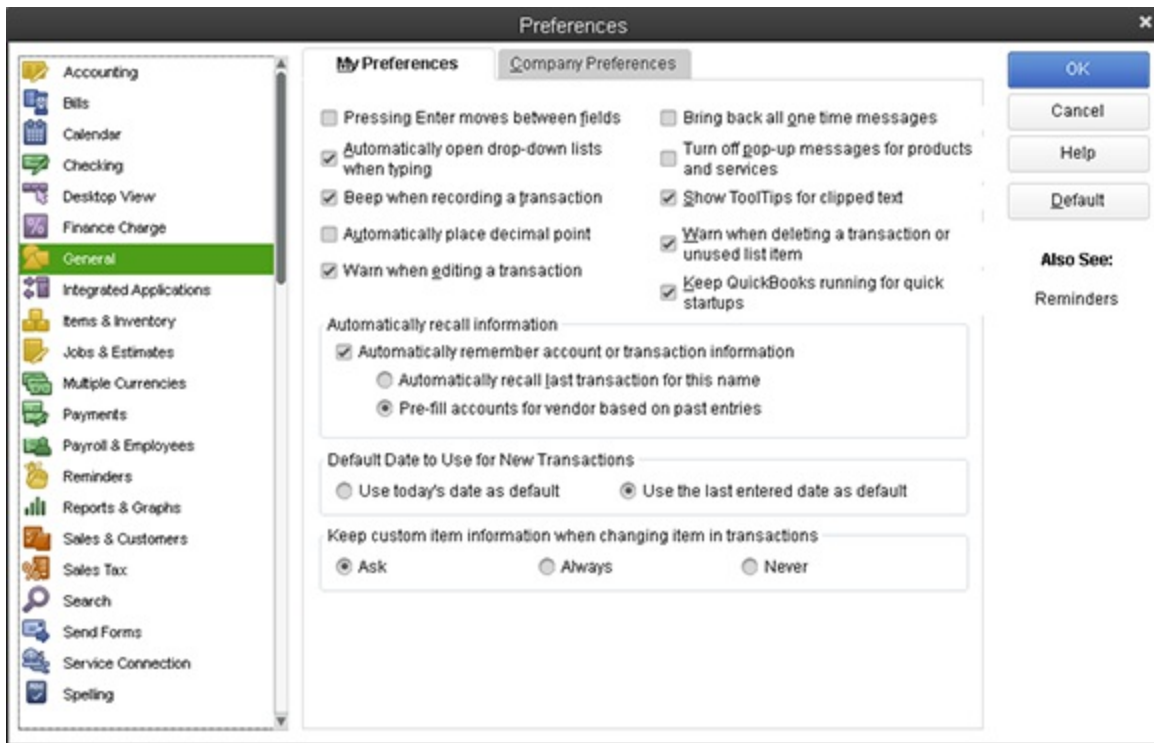 Preferences
Accounting
Bills
Calendar
Checking
Desktop View
Finance Charge
General
Integrated Applications
Items & Inventory
Jobs & Estimates
Multiple Currencies
Payments
Payroll & Employees
Reminders
Reports & Graphs
Sales & Customers
Sales Tax
Search
Send Forms
Service Connection
Spelling
My Preferences
Company Preferences
Pressing Enter moves between fields
Automatically open drop-down lists
when typing
Beep when recording a transaction
Automatically place decimal point
Warn when editing a transaction
Bring back all one time messages
Turn off pop-up messages for products
and services
Show ToolTips for clipped text
Warn when deleting a transaction or
unused list item
Keep QuickBooks running for quick
startups
Automatically recall information
Automatically remember account or transaction information
Automatically recall last transaction for this name
Pre-fill accounts for vendor based on past entries
Default Date to Use for New Transactions
Use today's date as default
Use the last entered date as default
Keep custom item information when changing item in transactions
Ask
Always
Never
OK
Cancel
Help
Default
Also See:
Reminders